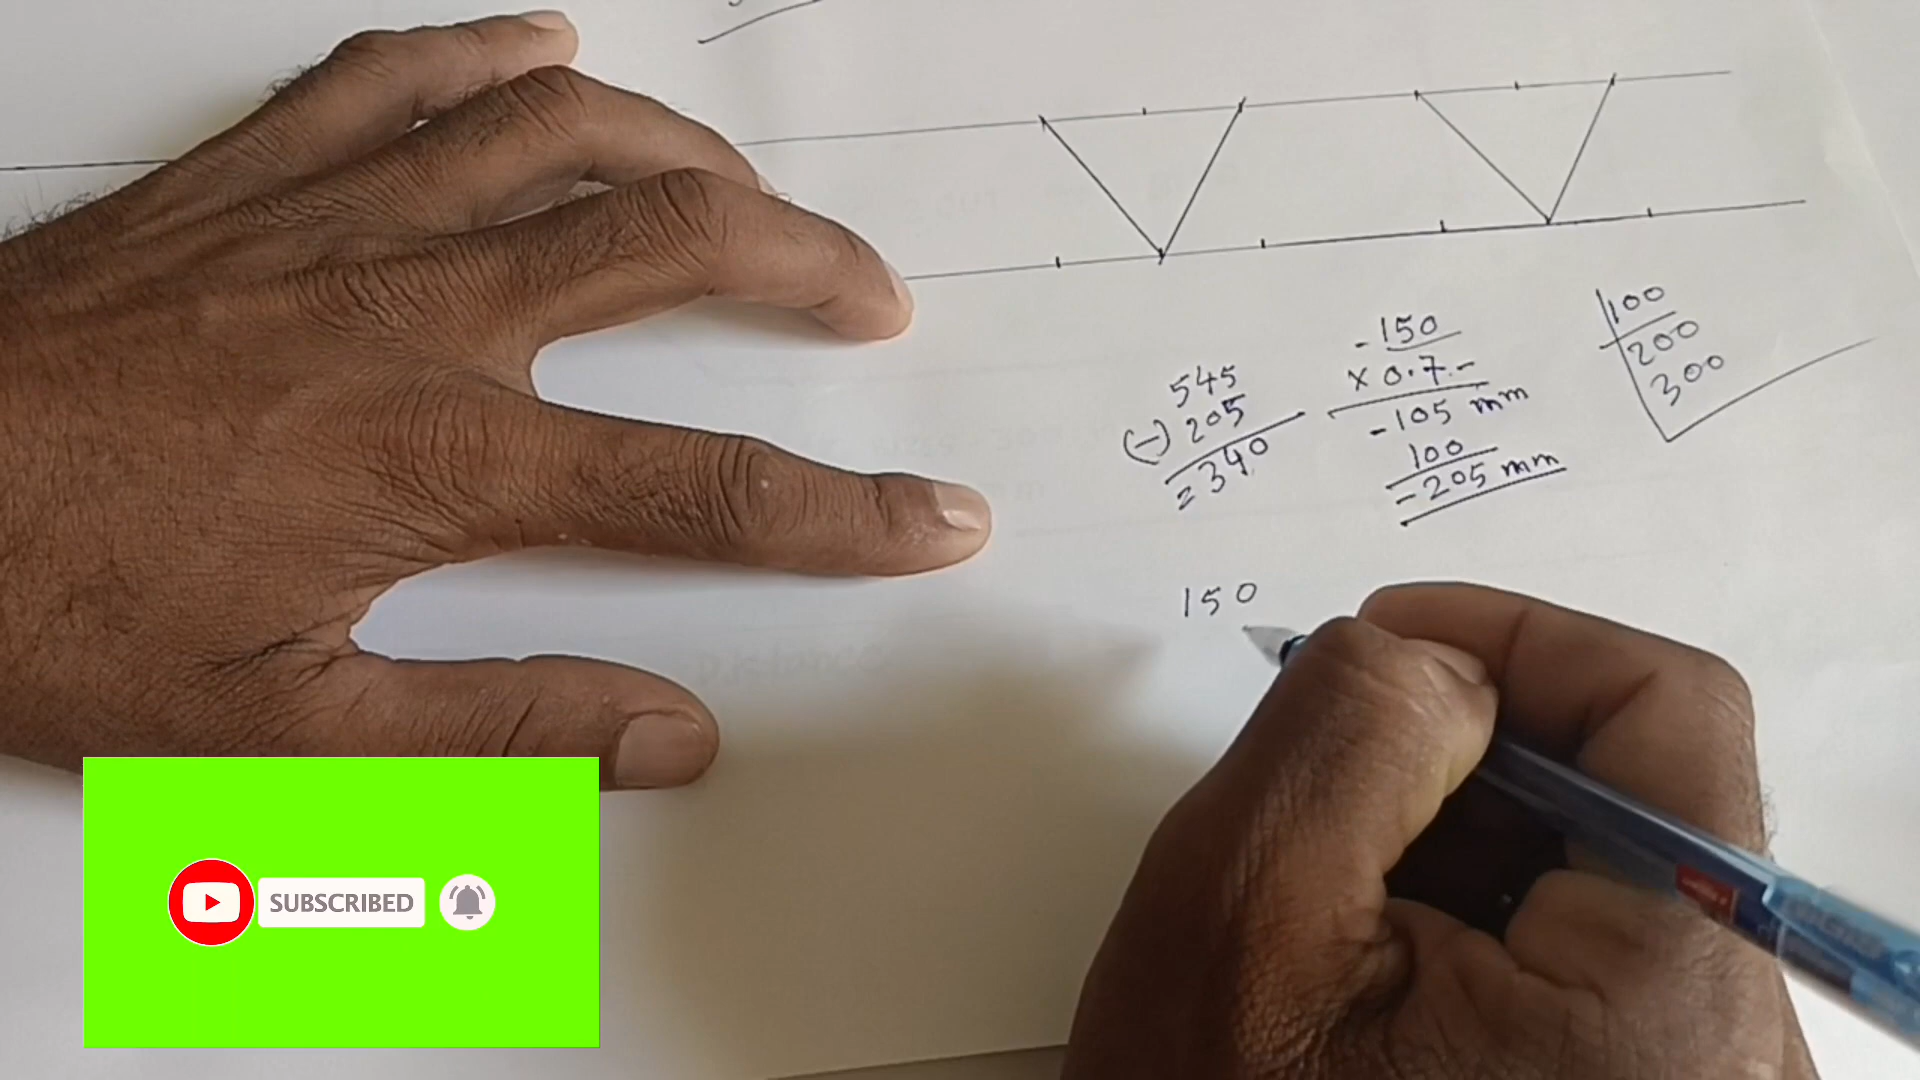 545
(-) 205
= 340
- 150
x 0.7 -
- 105 mm
100
= 205 mm
100
200
300
150
SUBSCRIBED